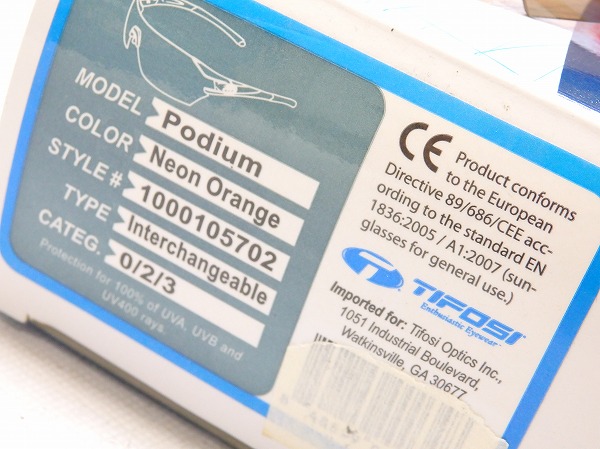 MODEL Podium
COLOR Neon Orange
STYLE # 1000105702
TYPE Interchangeable
CATEG. 0/2/3
Protection for 100% of UVA, UVB and
UV400 rays.
CE Product conforms
to the European
Directive 89/686/CEE acc-
ording to the standard EN
1836:2005 / A1:2007 (sun-
glasses for general use.)
TIFOSI
Enthusiastic Eyewear
Imported for: Tifosi Optics Inc.,
1051 Industrial Boulevard,
Watkinsville, GA 30677